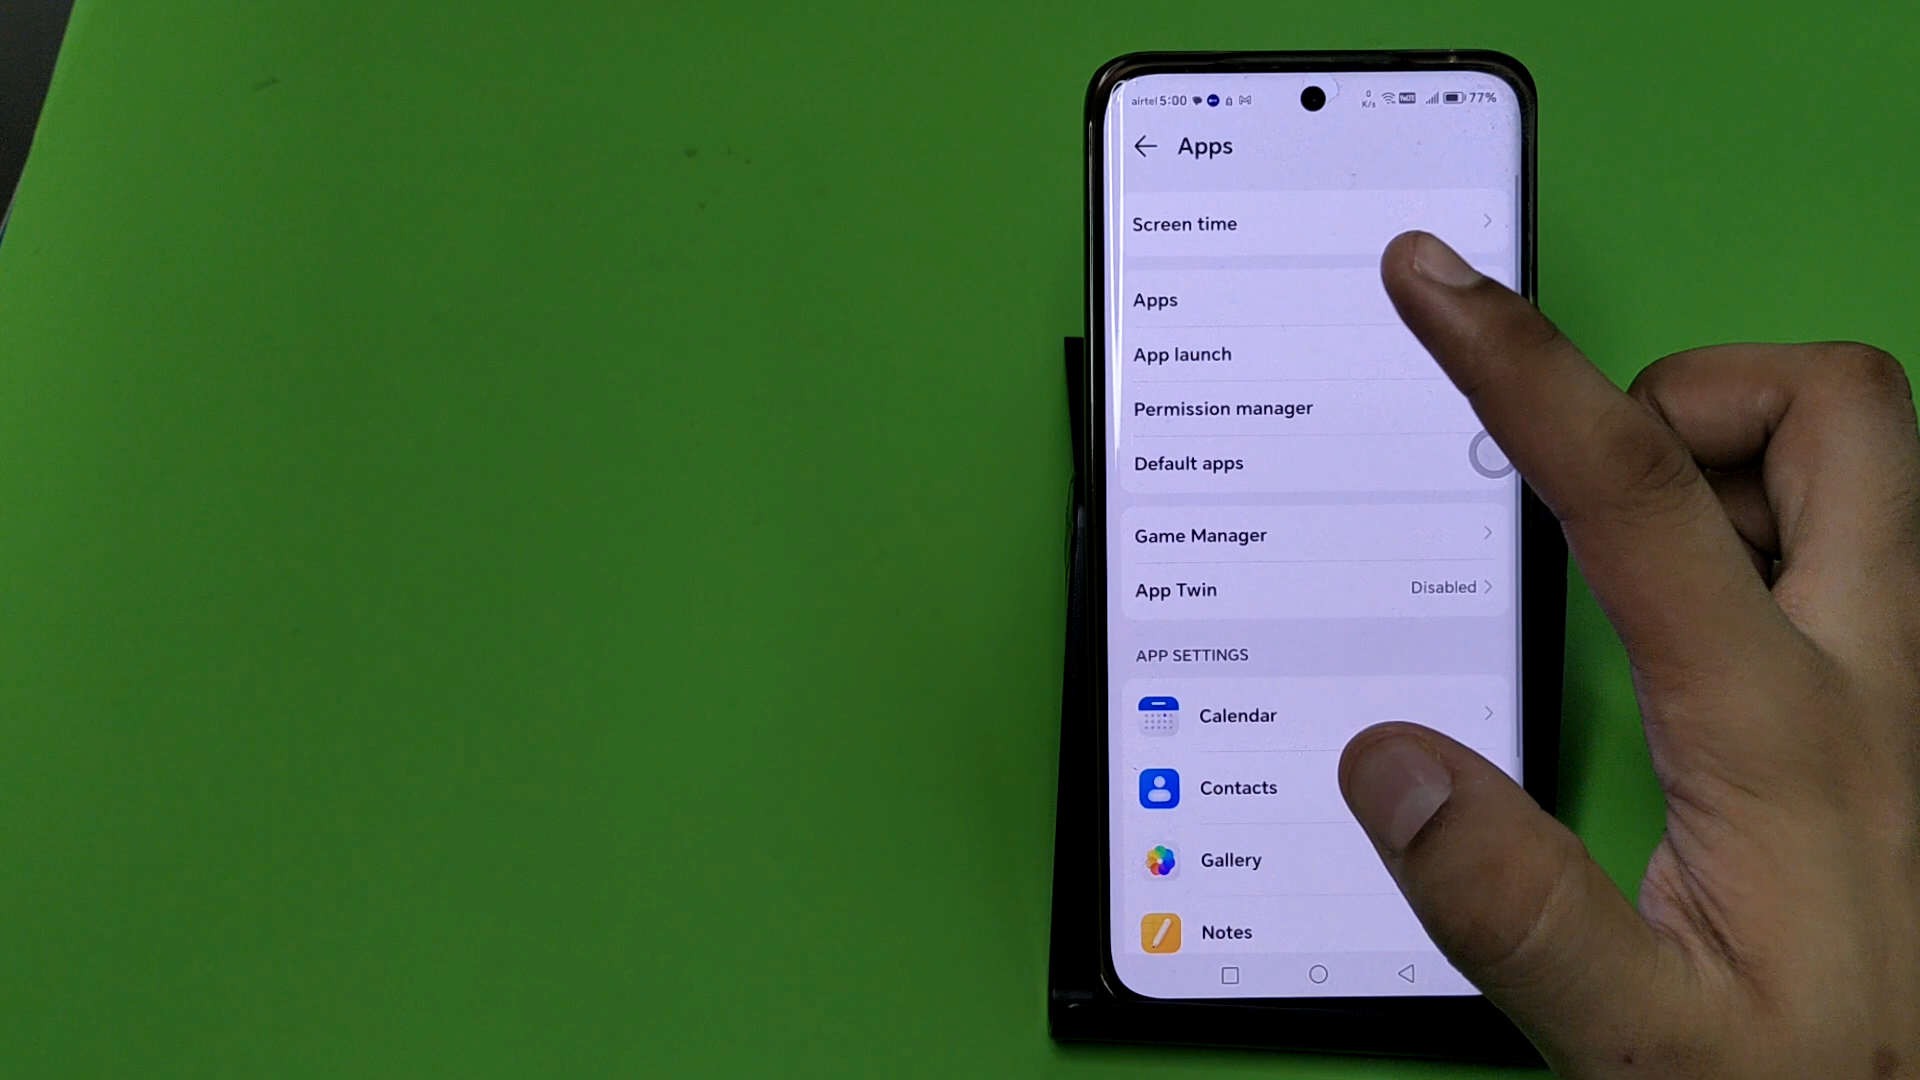 airtel 5:00 0 K/s 77%
Apps
Screen time
Apps
App launch
Permission manager
Default apps
Game Manager
App Twin Disabled
APP SETTINGS
Calendar
Contacts
Gallery
Notes